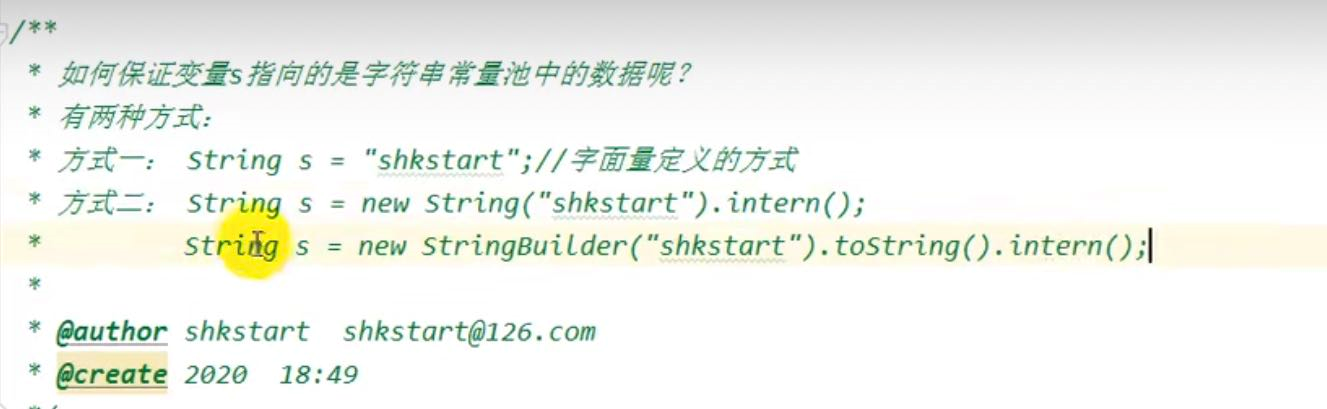 /**
* 如何保证变量s指向的是字符串常量池中的数据呢？
* 有两种方式：
* 方式一： String s = "shkstart";//字面量定义的方式
* 方式二： String s = new String("shkstart").intern();
* String s = new StringBuilder("shkstart").toString().intern();
*
* @author shkstart shkstart@126.com
* @create 2020 18:49